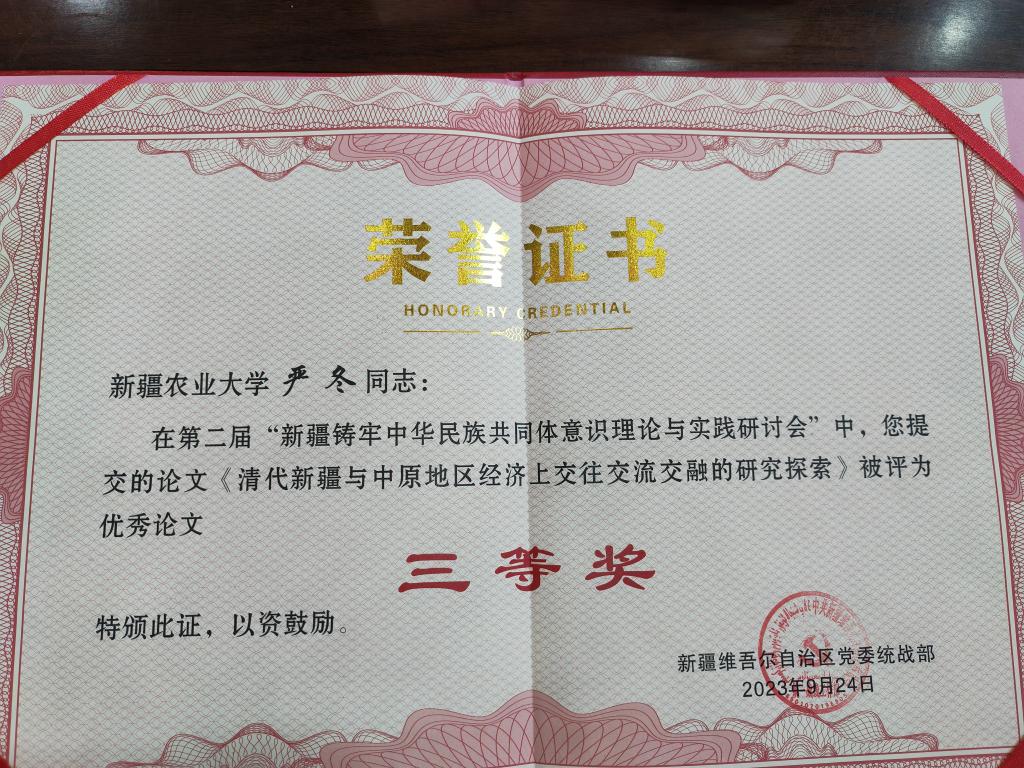 荣誉证书
HONORARY CREDENTIAL
新疆农业大学 严冬 同志：
在第二届“新疆铸牢中华民族共同体意识理论与实践研讨会”中，您提
交的论文《清代新疆与中原地区经济上交往交流交融的研究探索》被评为
优秀论文
三等奖
特颁此证，以资鼓励。
新疆维吾尔自治区党委统战部
2023年9月24日